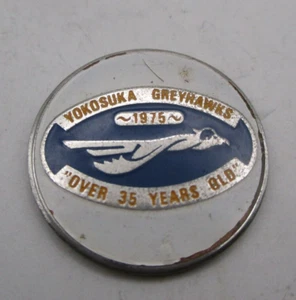 YOKOSUKA GREYHAWKS
~1975~
"OVER 35 YEARS OLD"